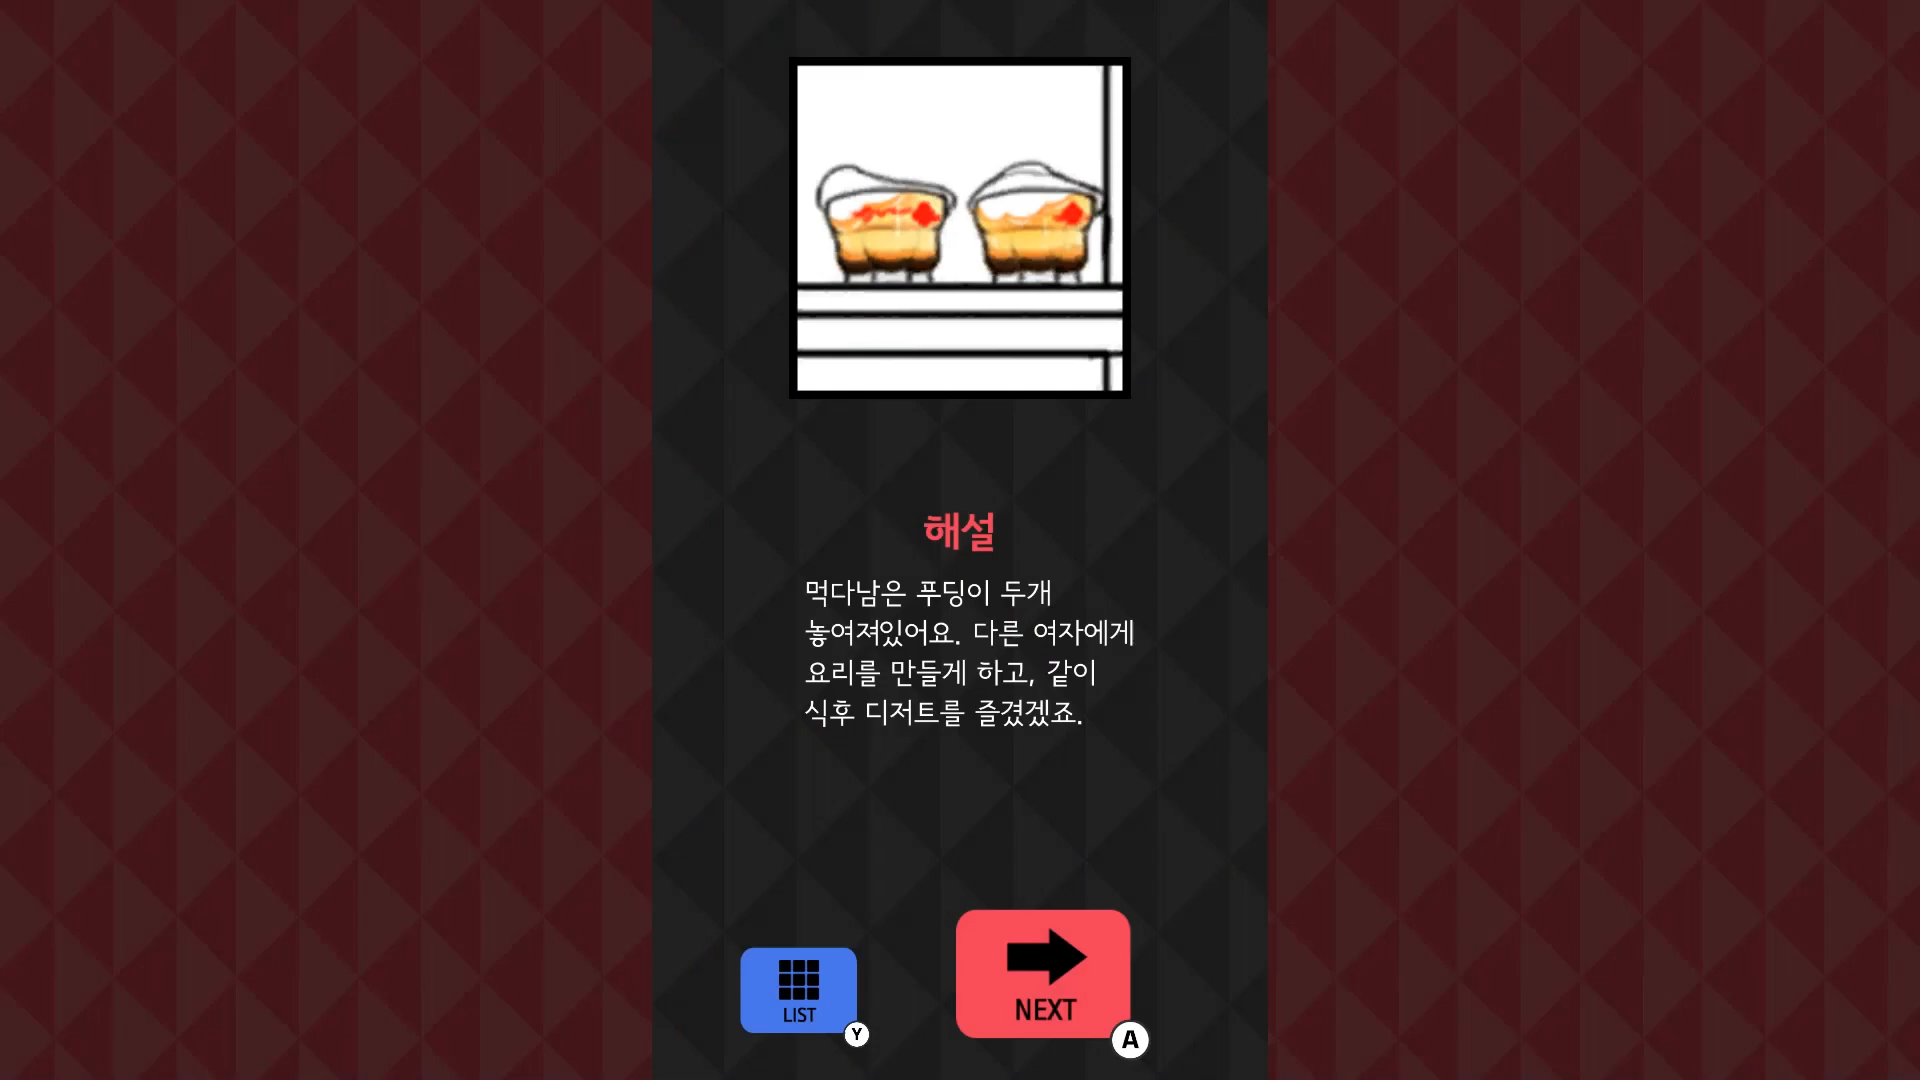 해설
먹다남은 푸딩이 두개
놓여져있어요. 다른 여자에게
요리를 만들게 하고, 같이
식후 디저트를 즐겼겠죠.
LIST
Y
NEXT
A